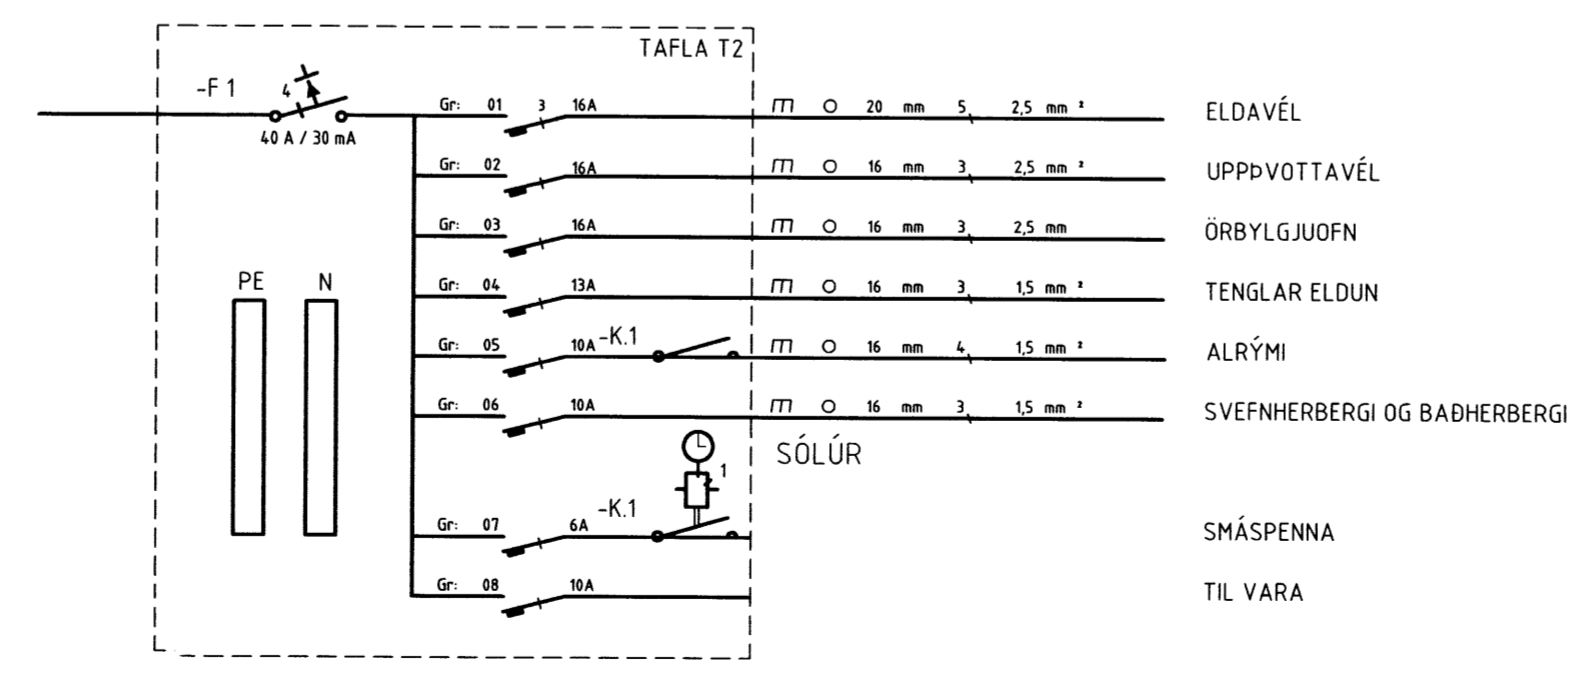 TAFLA T2
-F 1
4
40 A / 30 mA
Gr: 01 3 16A 20 mm 5 2,5 mm ² ELDAVÉL
Gr: 02 16A 16 mm 3 2,5 mm ² UPPÞVOTTAVÉL
Gr: 03 16A 16 mm 3 2,5 mm ÖRBYLGJUOFN
Gr: 04 13A 16 mm 3 1,5 mm ² TENGLAR ELDUN
Gr: 05 10A -K.1 16 mm 4 1,5 mm ² ALRÝMI
Gr: 06 10A 16 mm 3 1,5 mm ² SVEFNHERBERGI OG BAÐHERBERGI
PE N
SÓLÚR
1
Gr: 07 6A -K.1 SMÁSPENNA
Gr: 08 10A TIL VARA